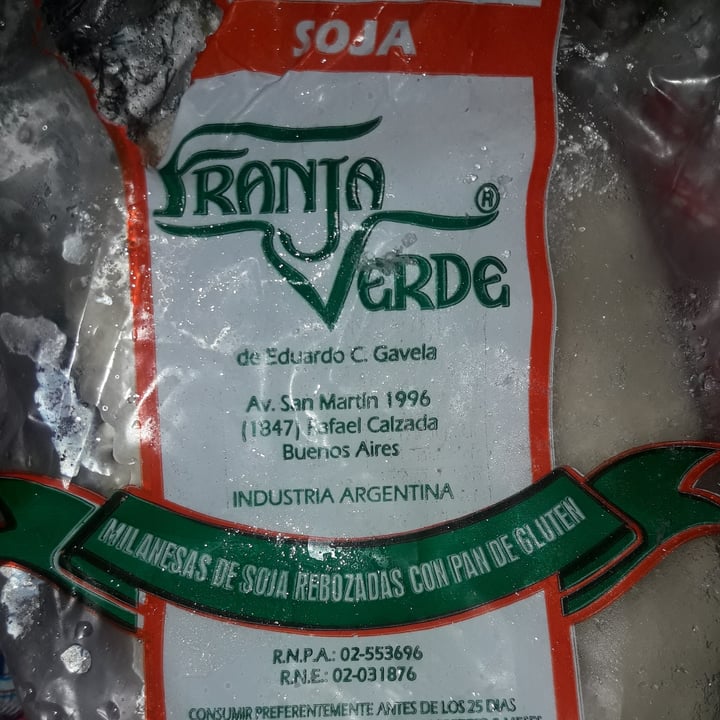 SOJA
FRANJA
VERDE
®
de Eduardo C. Gavela
Av. San Martín 1996
(1847) Rafael Calzada
Buenos Aires
INDUSTRIA ARGENTINA
MILANESAS DE SOJA REBOZADAS CON PAN DE GLUTEN
R.N.P.A.: 02-553696
R.N.E.: 02-031876
CONSUMIR PREFERENTEMENTE ANTES DE LOS 25 DIAS